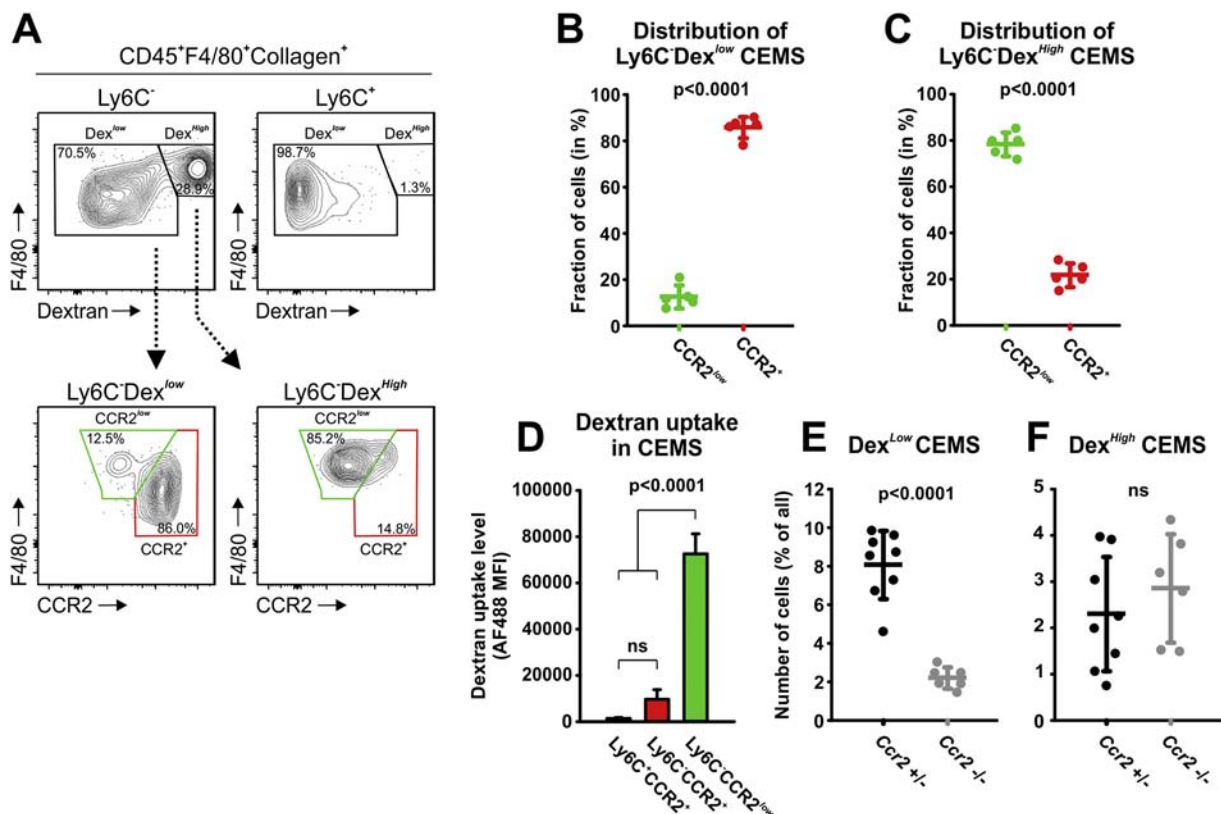 A
CD45⁺F4/80⁺Collagen⁺
Ly6C⁻
Ly6C⁺
Dex^low
Dex^High
70.5%
28.9%
F4/80
Dextran
Dex^low
Dex^High
98.7%
1.3%
F4/80
Dextran
Ly6C⁻Dex^low
CCR2^low
12.5%
86.0%
CCR2⁺
F4/80
CCR2
Ly6C⁻Dex^High
CCR2^low
85.2%
14.8%
CCR2⁺
F4/80
CCR2
B
Distribution of
Ly6C⁻Dex^low CEMS
p<0.0001
Fraction of cells (in %)
100
80
60
40
20
0
CCR2^low
CCR2⁺
C
Distribution of
Ly6C⁻Dex^High CEMS
p<0.0001
Fraction of cells (in %)
100
80
60
40
20
0
CCR2^low
CCR2⁺
D
Dextran uptake
in CEMS
p<0.0001
ns
Dextran uptake level
(AF488 MFI)
100000
80000
60000
40000
20000
0
Ly6C⁺CCR2⁺
Ly6C⁻CCR2⁺
Ly6C⁻CCR2^low
E
Dex^Low CEMS
p<0.0001
Number of cells (% of all)
12
10
8
6
4
2
0
Ccr2 +/-
Ccr2 -/-
F
Dex^High CEMS
ns
5
4
3
2
1
0
Ccr2 +/-
Ccr2 -/-